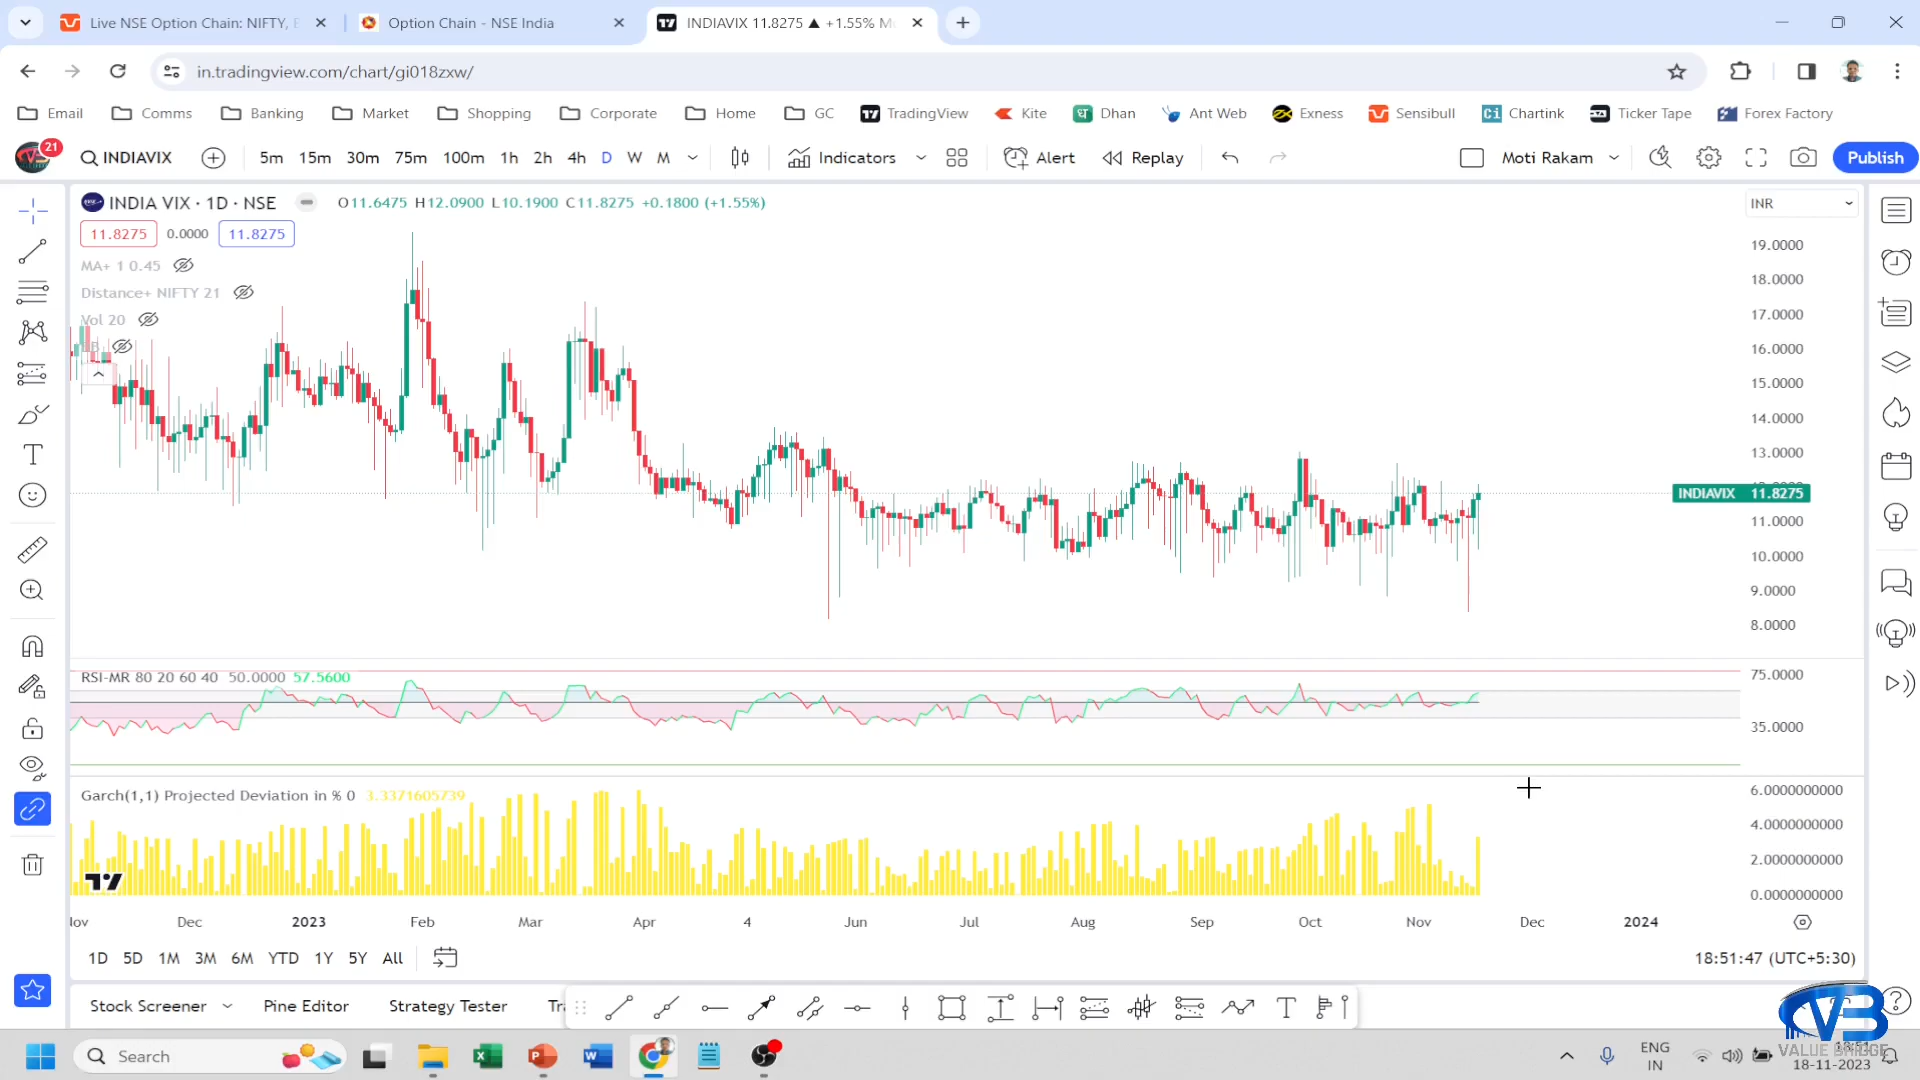 Live NSE Option Chain: NIFTY, E
Option Chain - NSE India
INDIAVIX 11.8275 ▲ +1.55% M
in.tradingview.com/chart/gi018zxw/
Email Comms Banking Market Shopping Corporate Home GC TradingView Kite Dhan Ant Web Exness Sensibull Chartink Ticker Tape Forex Factory
21
INDIAVIX 5m 15m 30m 75m 100m 1h 2h 4h D W M Indicators Alert Replay Moti Rakam Publish
INDIA VIX · 1D · NSE O11.6475 H12.0900 L10.1900 C11.8275 +0.1800 (+1.55%) INR
11.8275 0.0000 11.8275
MA+ 1 0.45
Distance+ NIFTY 21
Vol 20
19.0000
18.0000
17.0000
16.0000
15.0000
14.0000
13.0000
INDIAVIX 11.8275
11.0000
10.0000
9.0000
8.0000
RSI-MR 80 20 60 40 50.0000 57.5600
75.0000
35.0000
Garch(1,1) Projected Deviation in % 0 3.3371605739
6.0000000000
4.0000000000
2.0000000000
0.0000000000
Nov Dec 2023 Feb Mar Apr 4 Jun Jul Aug Sep Oct Nov Dec 2024
1D 5D 1M 3M 6M YTD 1Y 5Y All 18:51:47 (UTC+5:30)
Stock Screener Pine Editor Strategy Tester
Search
ENG
IN
VB
VALUE BRIDGE
18:51
18-11-2023